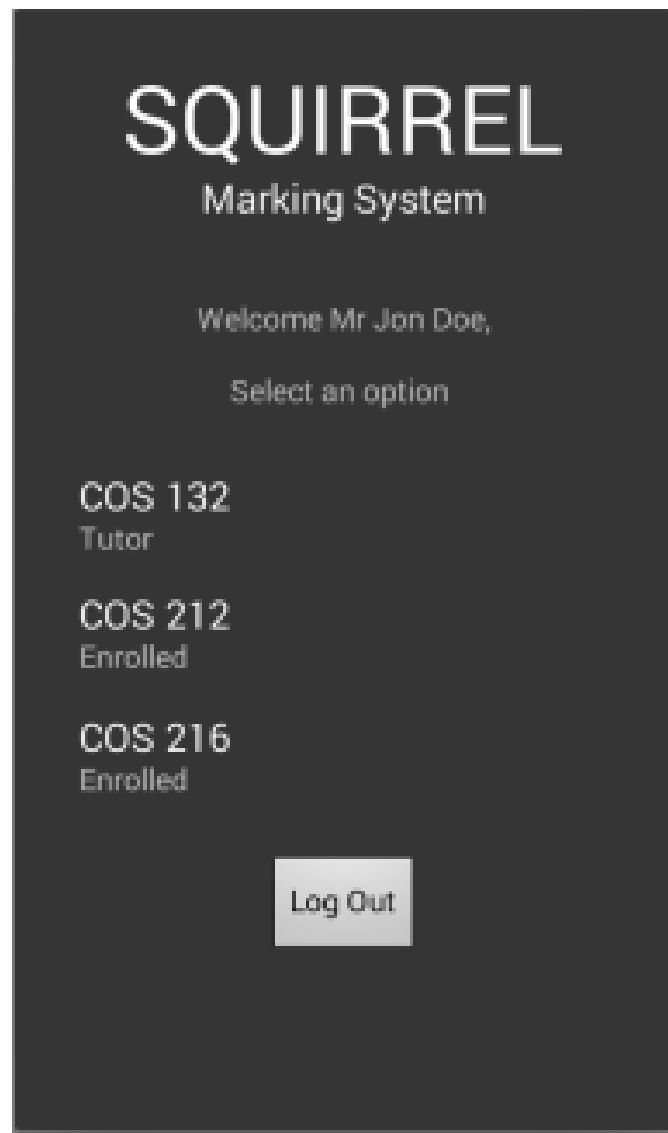 SQUIRREL
Marking System
Welcome Mr Jon Doe,
Select an option
COS 132
Tutor
COS 212
Enrolled
COS 216
Enrolled
Log Out